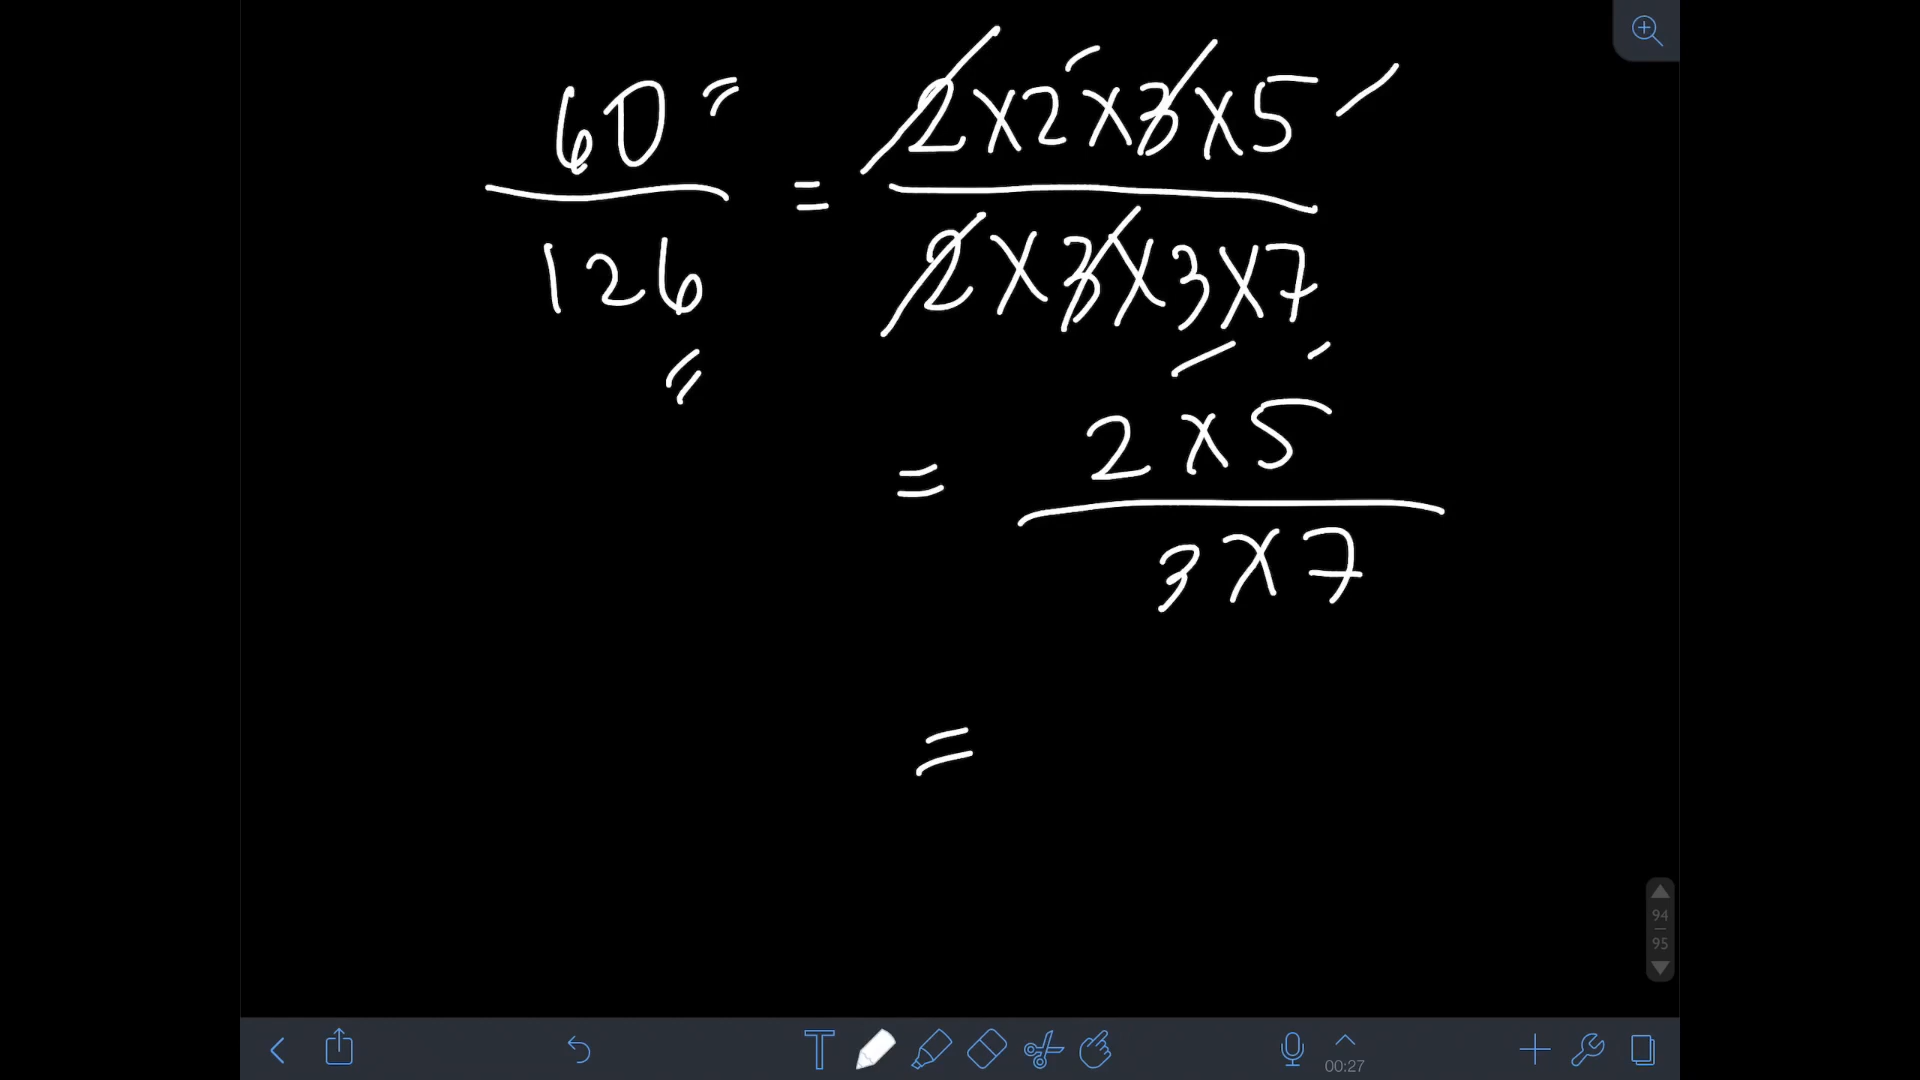 60 = 2x2x3x5
126 2x3x3x7
= 2x5
3x7
=
94
95
T
00:27